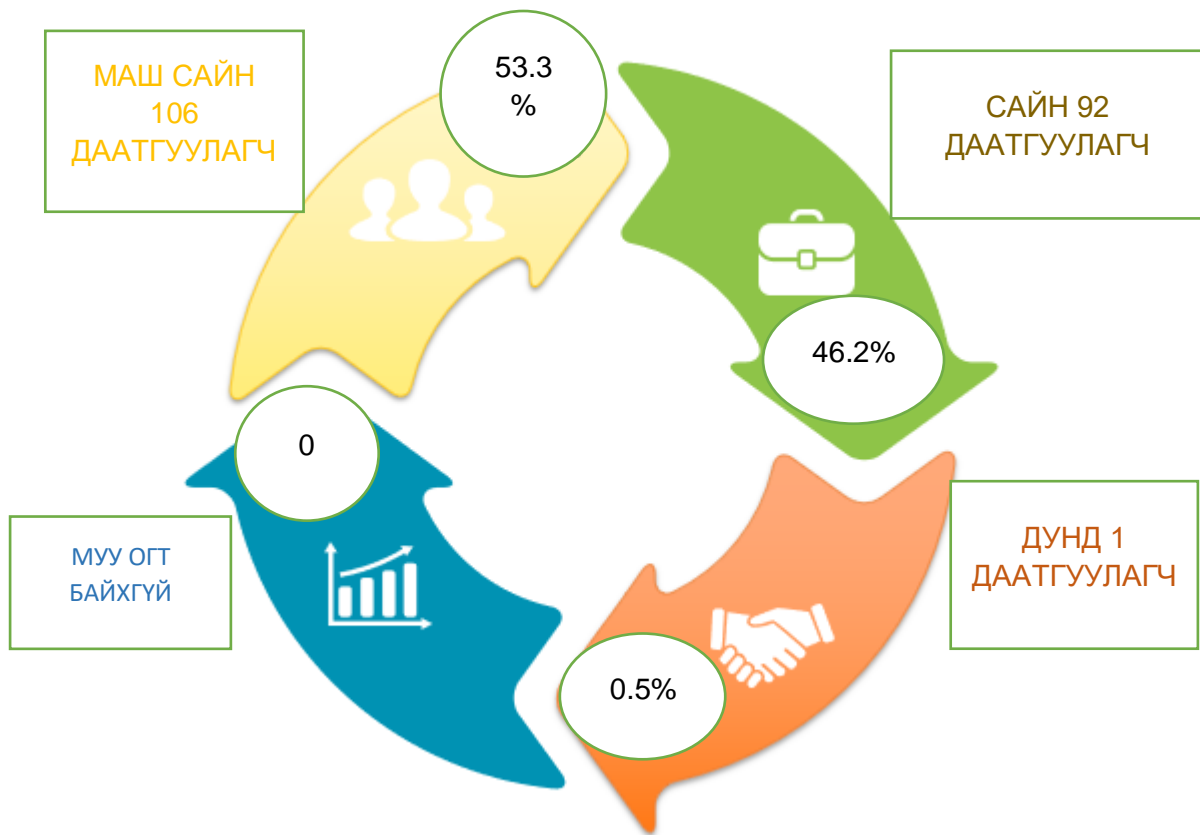 МАШ САЙН
106
ДААТГУУЛАГЧ
53.3
%
САЙН 92
ДААТГУУЛАГЧ
46.2%
0
МУУ ОГТ
БАЙХГҮЙ
ДУНД 1
ДААТГУУЛАГЧ
0.5%